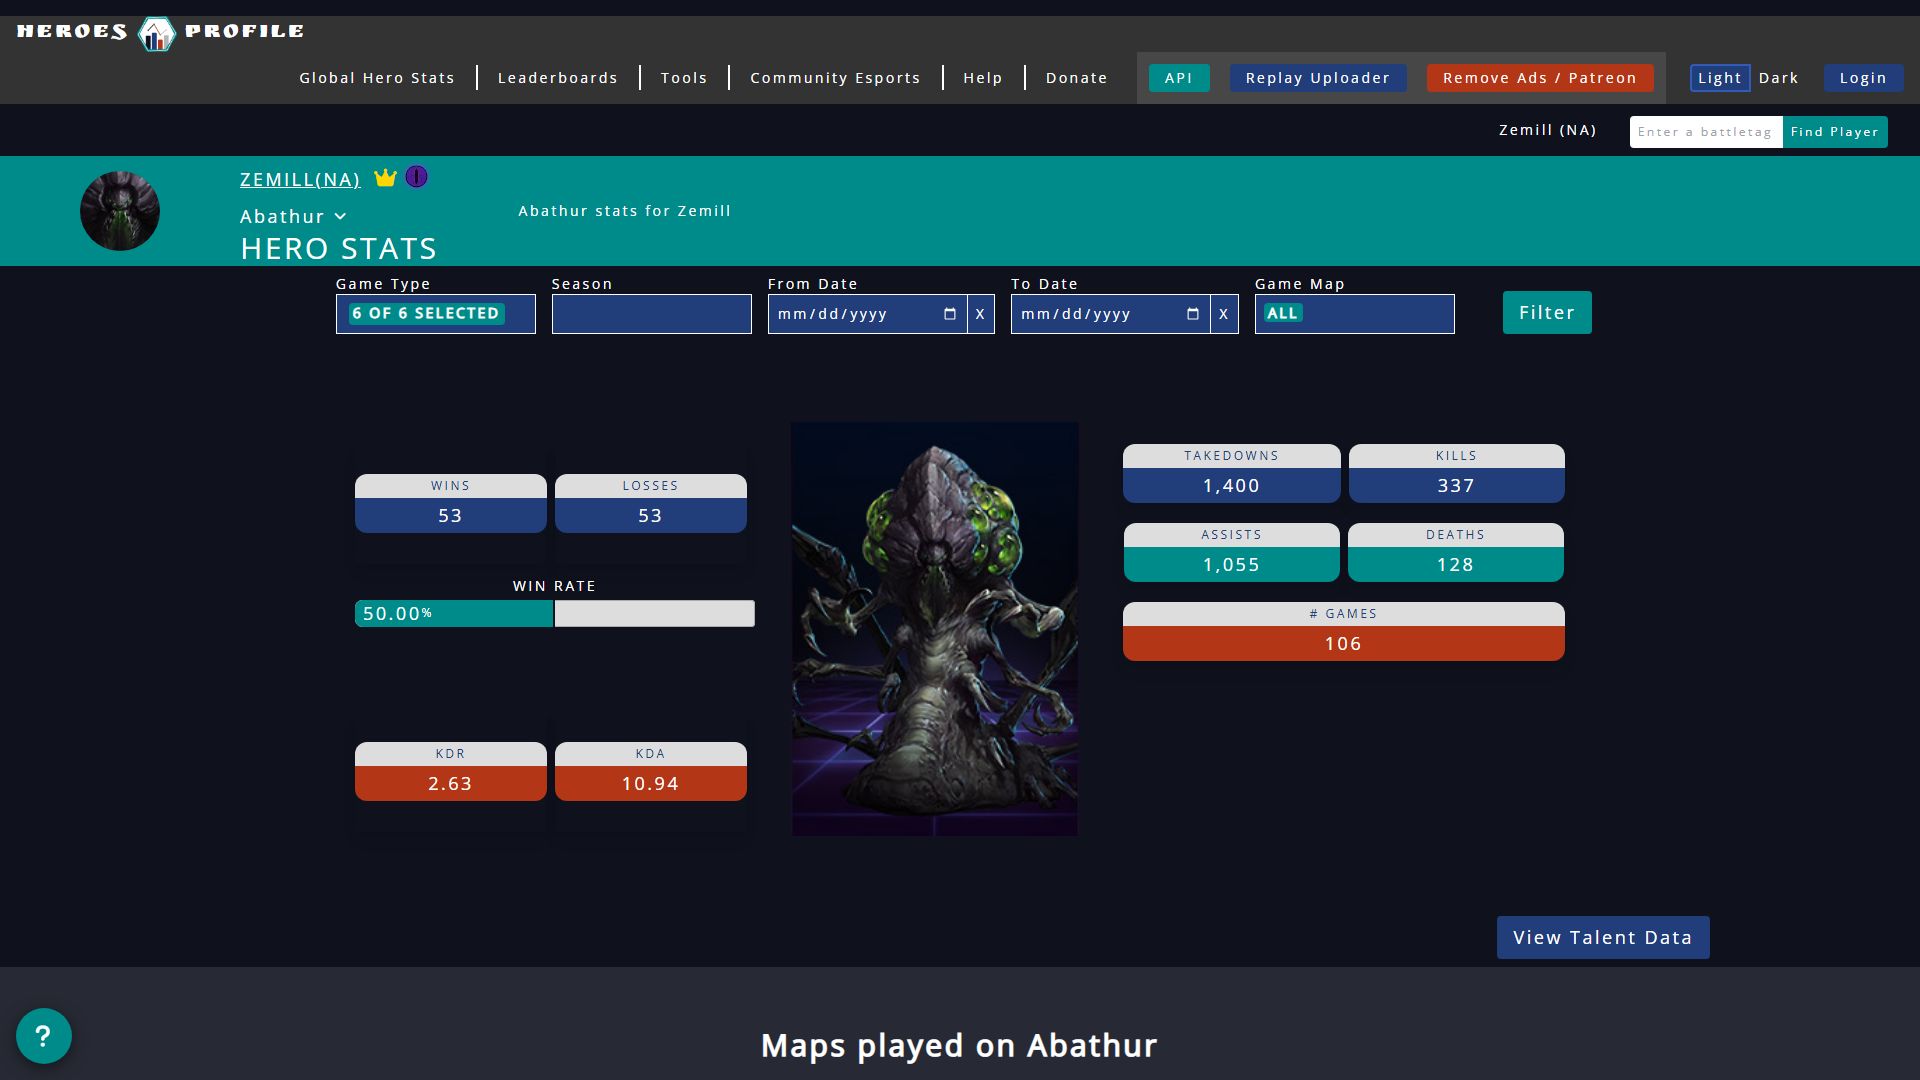 HEROES PROFILE
Global Hero Stats
Leaderboards
Tools
Community Esports
Help
Donate
API
Replay Uploader
Remove Ads / Patreon
Light
Dark
Login
Zemill (NA)
Enter a battletag
Find Player
ZEMILL(NA)
Abathur
HERO STATS
Abathur stats for Zemill
Game Type
6 OF 6 SELECTED
Season
From Date
mm/dd/yyyy
X
To Date
mm/dd/yyyy
X
Game Map
ALL
Filter
WINS
53
LOSSES
53
WIN RATE
50.00%
KDR
2.63
KDA
10.94
TAKEDOWNS
1,400
KILLS
337
ASSISTS
1,055
DEATHS
128
# GAMES
106
View Talent Data
Maps played on Abathur
?